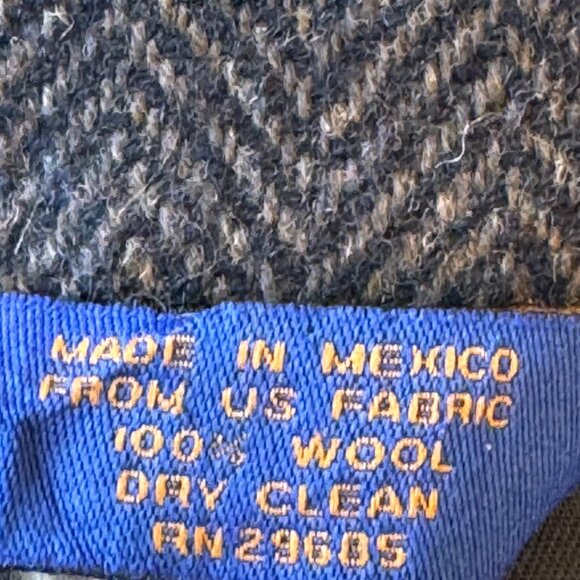 MADE IN MEXICO
FROM US FABRIC
100% WOOL
DRY CLEAN
RN29685